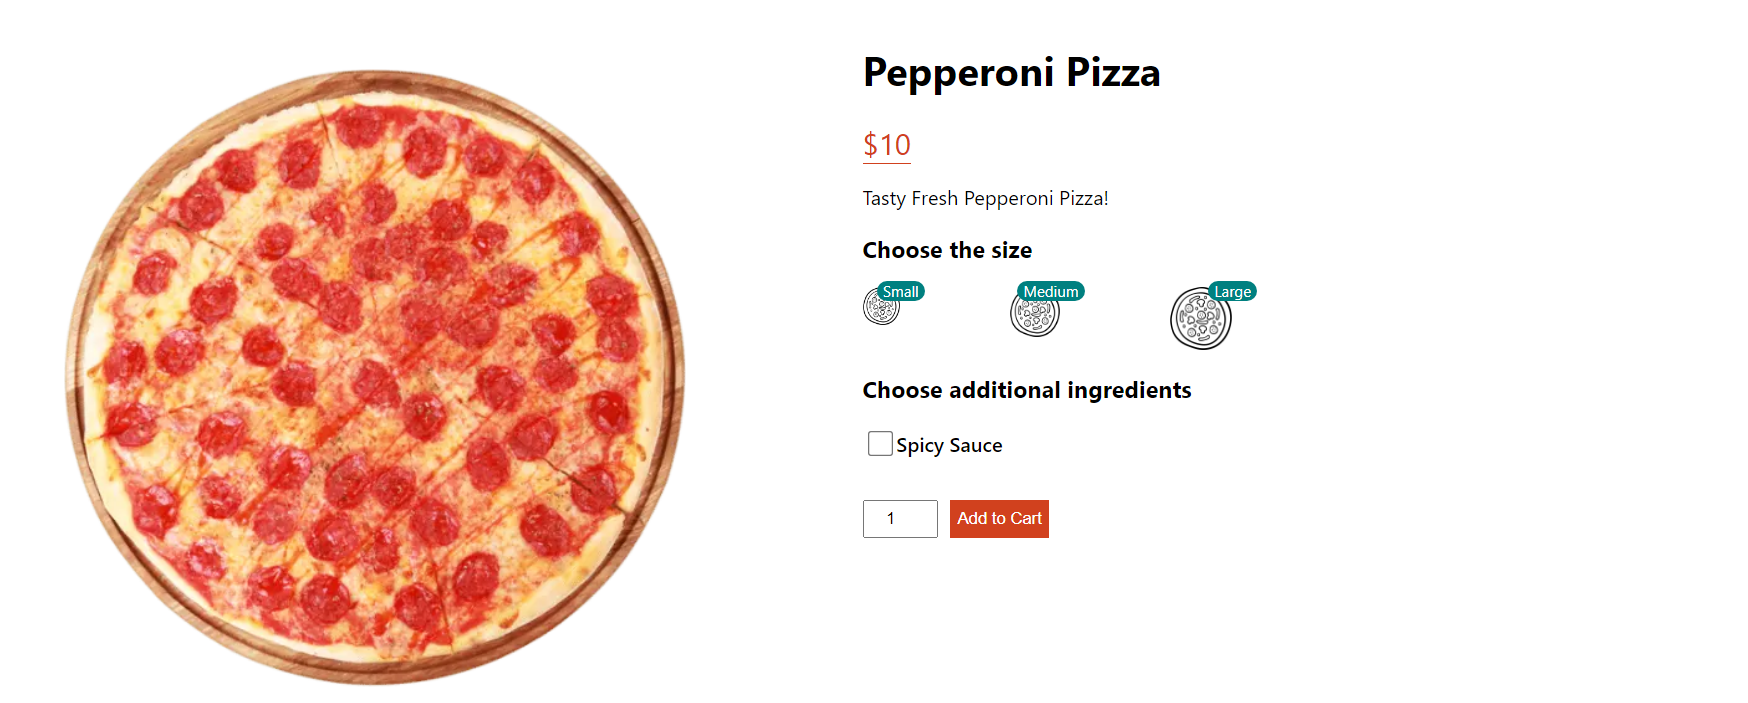 Pepperoni Pizza
$10
Tasty Fresh Pepperoni Pizza!
Choose the size
Small Medium Large
Choose additional ingredients
Spicy Sauce
1 Add to Cart